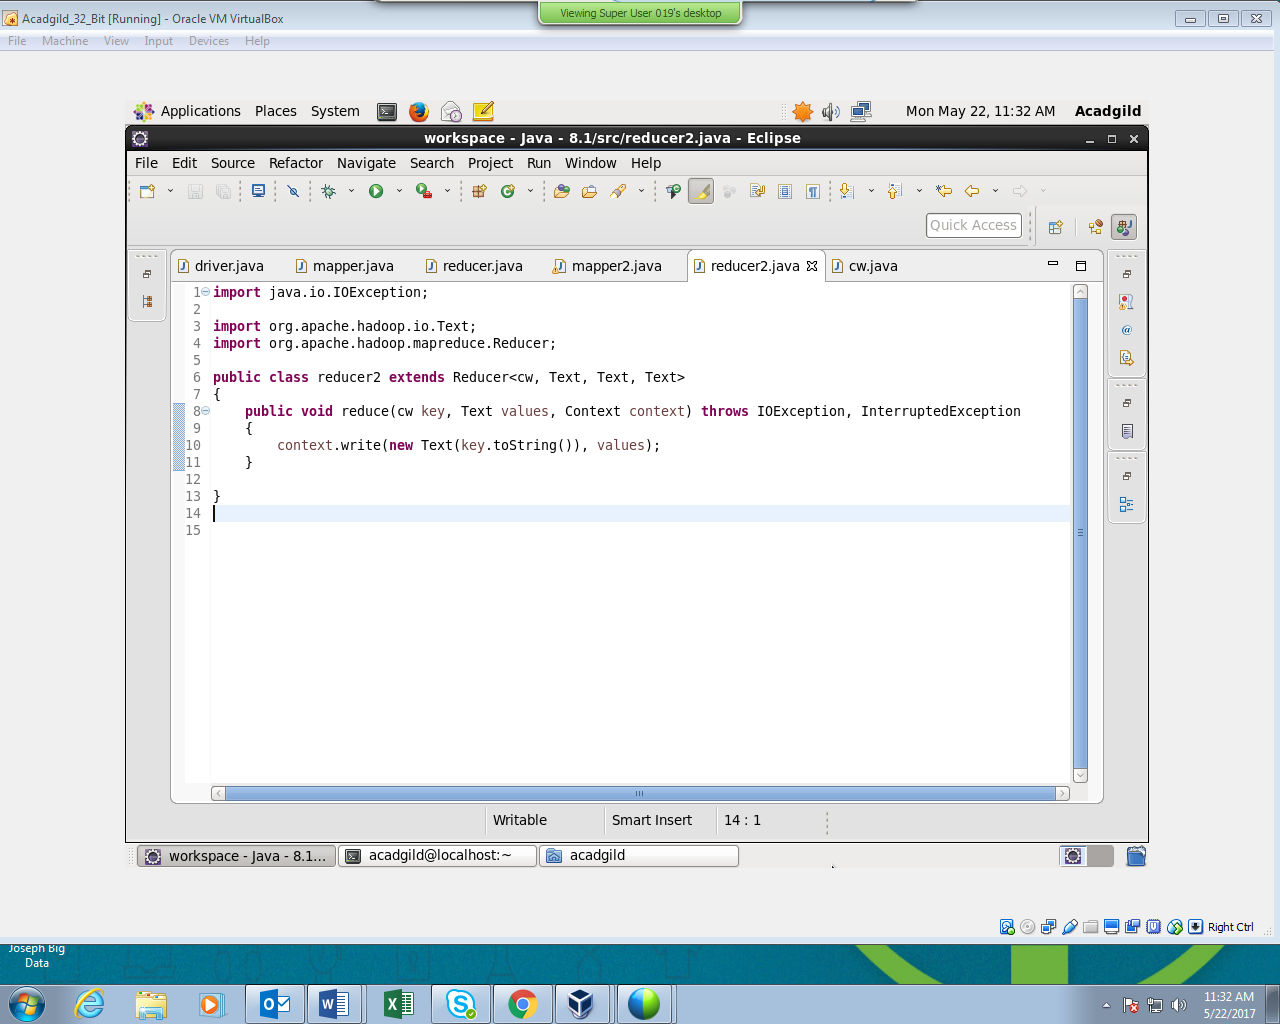 Acadgild_32_Bit [Running] - Oracle VM VirtualBox
Viewing Super User 019's desktop
File Machine View Input Devices Help
Applications Places System
Mon May 22, 11:32 AM Acadgild
workspace - Java - 8.1/src/reducer2.java - Eclipse
File Edit Source Refactor Navigate Search Project Run Window Help
Quick Access
driver.java mapper.java reducer.java mapper2.java reducer2.java cw.java
1 import java.io.IOException;
2
3 import org.apache.hadoop.io.Text;
4 import org.apache.hadoop.mapreduce.Reducer;
5
6 public class reducer2 extends Reducer<cw, Text, Text, Text>
7 {
8 public void reduce(cw key, Text values, Context context) throws IOException, InterruptedException
9 {
10 context.write(new Text(key.toString()), values);
11 }
12
13 }
14
15
Writable Smart Insert 14 : 1
workspace - Java - 8.1... acadgild@localhost:~ acadgild
Right Ctrl
Joseph Big
Data
11:32 AM
5/22/2017